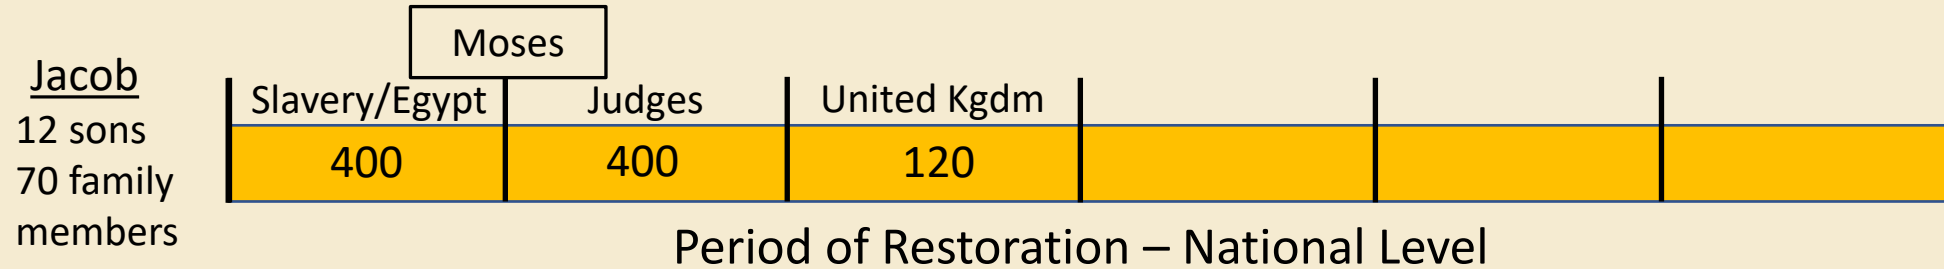 Moses
Jacob
12 sons
70 family
members
Slavery/Egypt Judges United Kgdm
400 400 120
Period of Restoration – National Level